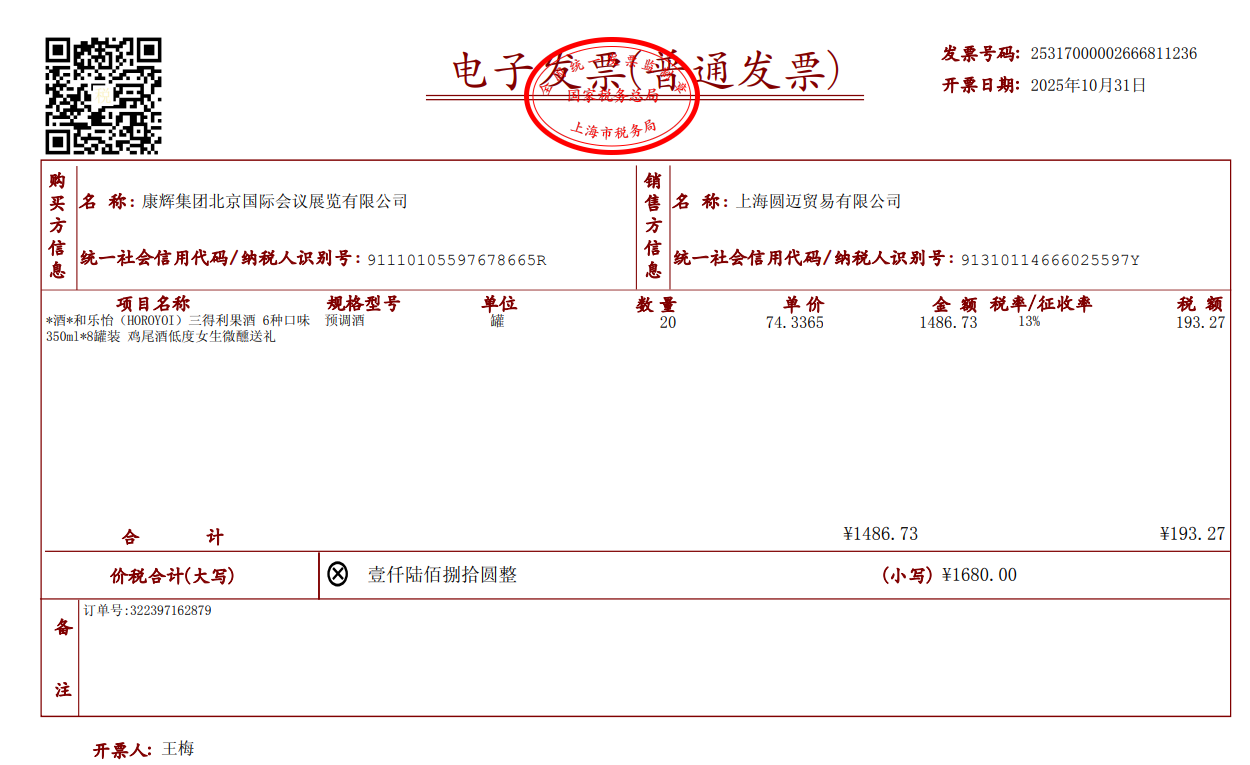 电子发票(普通发票)
全国统一发票监制章
国家税务总局
上海市税务局
发票号码: 25317000002666811236
开票日期: 2025年10月31日
购买方信息
名 称: 康辉集团北京国际会议展览有限公司
统一社会信用代码/纳税人识别号: 91110105597678665R
销售方信息
名 称: 上海圆迈贸易有限公司
统一社会信用代码/纳税人识别号: 91310114666025597Y
项目名称 规格型号 单位 数量 单价 金额 税率/征收率 税额
*酒*和乐怡（HOROYOI）三得利果酒 6种口味 预调酒 罐 20 74.3365 1486.73 13% 193.27
350ml*8罐装 鸡尾酒低度女生微醺送礼
合 计 ¥1486.73 ¥193.27
价税合计(大写) 壹仟陆佰捌拾圆整 (小写) ¥1680.00
备注
订单号:322397162879
开票人: 王梅